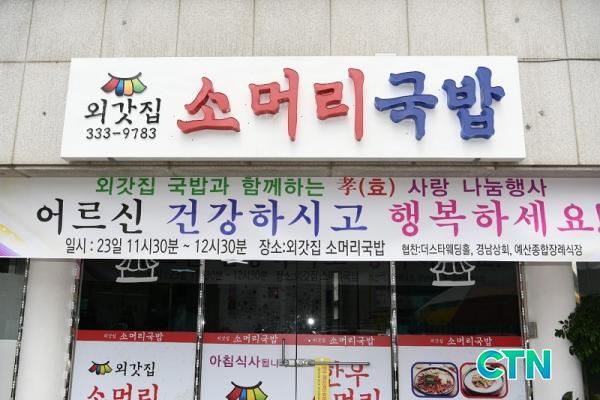 외갓집
333-9783
소머리국밥
외갓집 국밥과 함께하는 孝(효) 사랑 나눔행사
어르신 건강하시고 행복하세요!
일시 : 23일 11시30분 ~ 12시30분 장소:외갓집 소머리국밥 협찬:더스타웨딩홀, 경남상회, 예산종합장례식장
외갓집 소머리국밥
외갓집 소머리국밥
외갓집 소머리국밥
외갓집
소머리
아침식사됩니
한우
머리
CTN